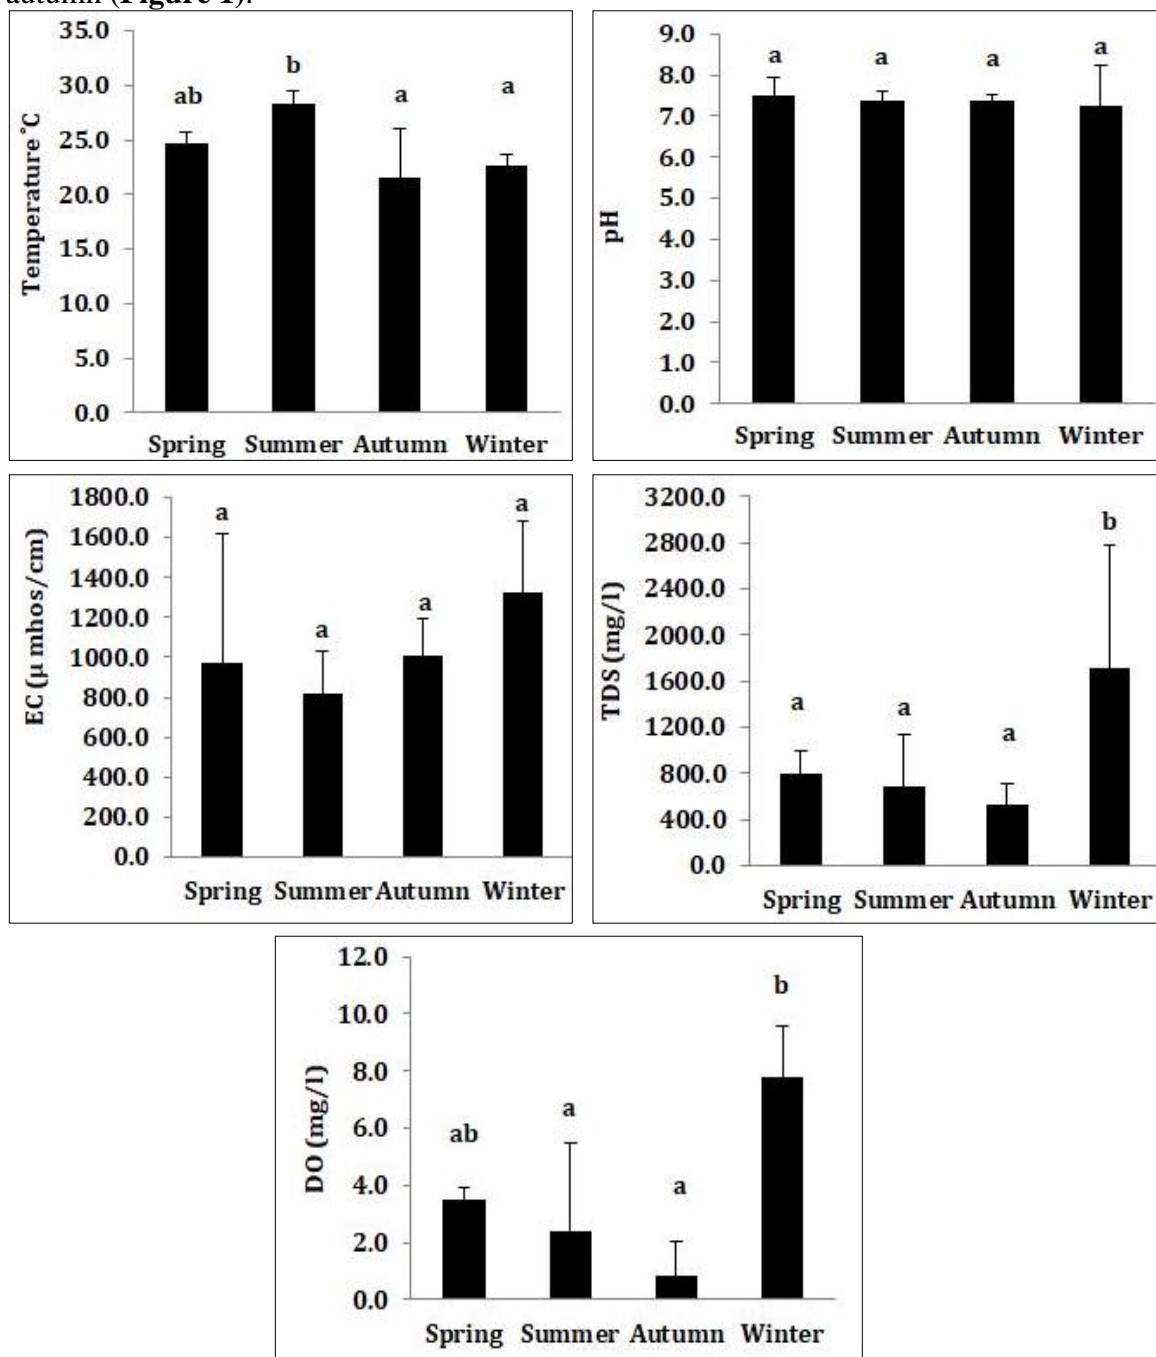 autumn (Figure 1).
35.0
30.0
25.0
20.0
15.0
10.0
5.0
0.0
Temperature ˚C
ab
b
a
a
Spring Summer Autumn Winter
9.0
8.0
7.0
6.0
5.0
4.0
3.0
2.0
1.0
0.0
pH
a
a
a
a
Spring Summer Autumn Winter
1800.0
1600.0
1400.0
1200.0
1000.0
800.0
600.0
400.0
200.0
0.0
EC (µ mhos/cm)
a
a
a
a
Spring Summer Autumn Winter
3200.0
2800.0
2400.0
2000.0
1600.0
1200.0
800.0
400.0
0.0
TDS (mg/l)
a
a
a
b
Spring Summer Autumn Winter
12.0
10.0
8.0
6.0
4.0
2.0
0.0
DO (mg/l)
ab
a
a
b
Spring Summer Autumn Winter